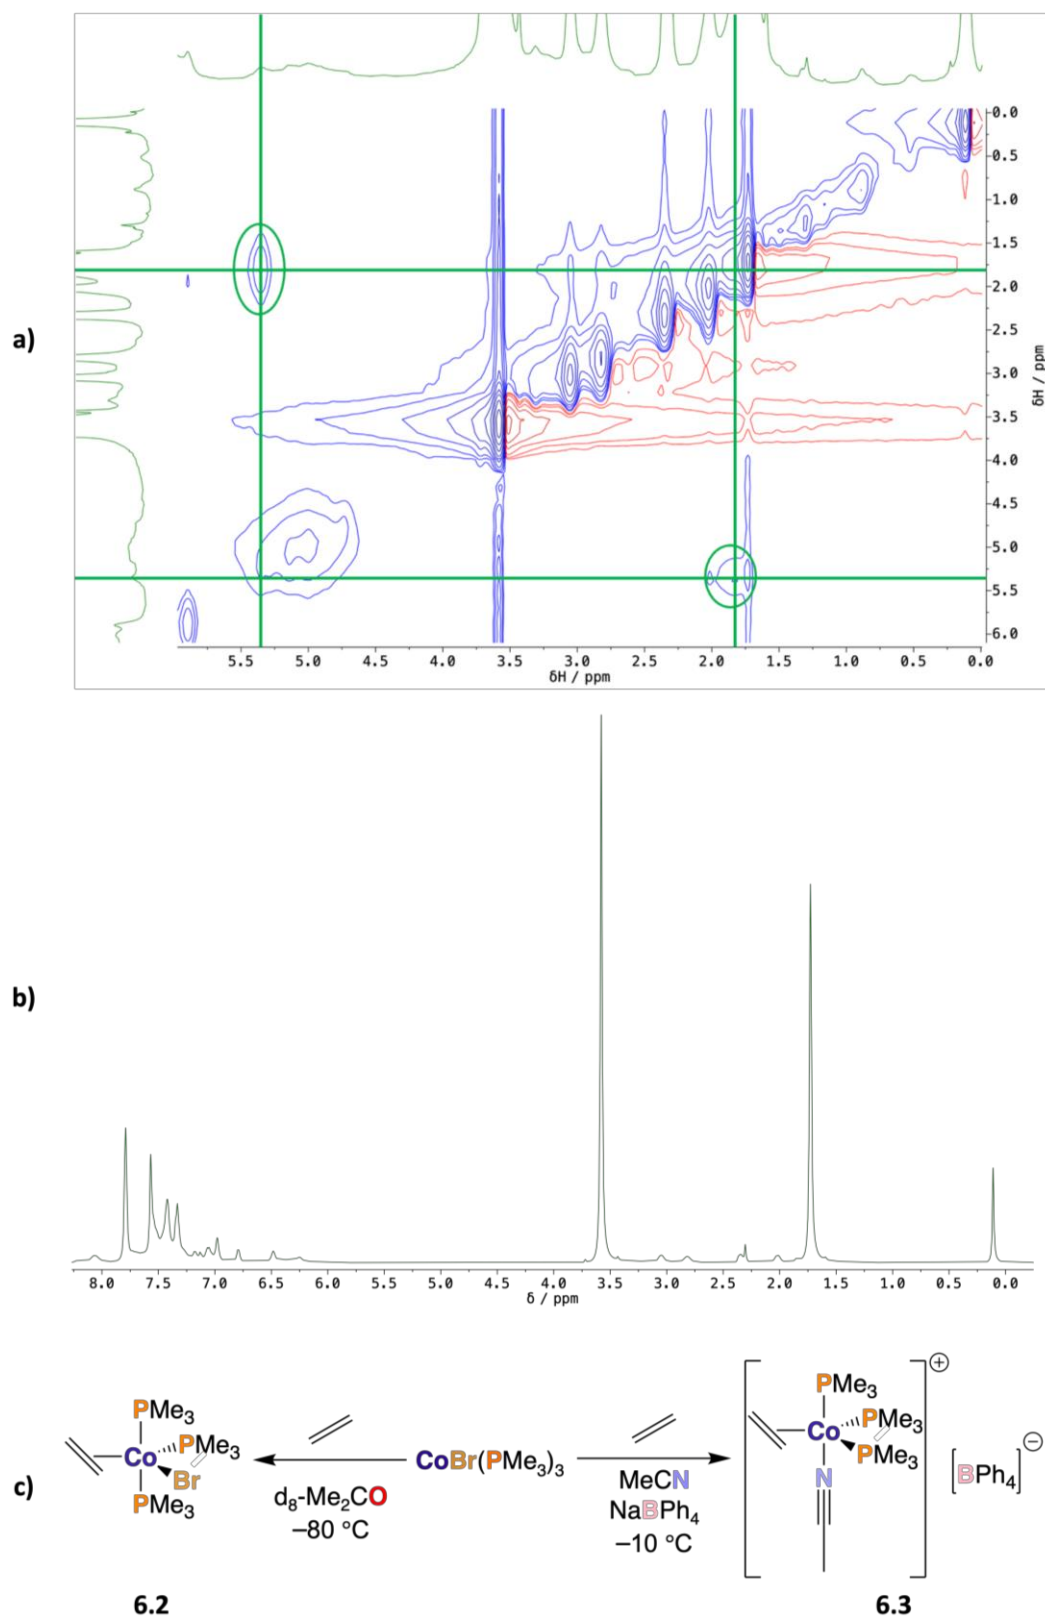 a)
0.0
0.5
1.0
1.5
2.0
2.5
3.0
3.5
4.0
4.5
5.0
5.5
6.0
δH / ppm
5.5 5.0 4.5 4.0 3.5 3.0 2.5 2.0 1.5 1.0 0.5 0.0
δH / ppm
b)
8.0 7.5 7.0 6.5 6.0 5.5 5.0 4.5 4.0 3.5 3.0 2.5 2.0 1.5 1.0 0.5 0.0
δ / ppm
c)
PMe3
Co
PMe3
Br
PMe3
6.2
d8-Me2CO
–80 °C
CoBr(PMe3)3
MeCN
NaBPh4
–10 °C
PMe3
Co
PMe3
PMe3
N
+
[BPh4]
−
6.3